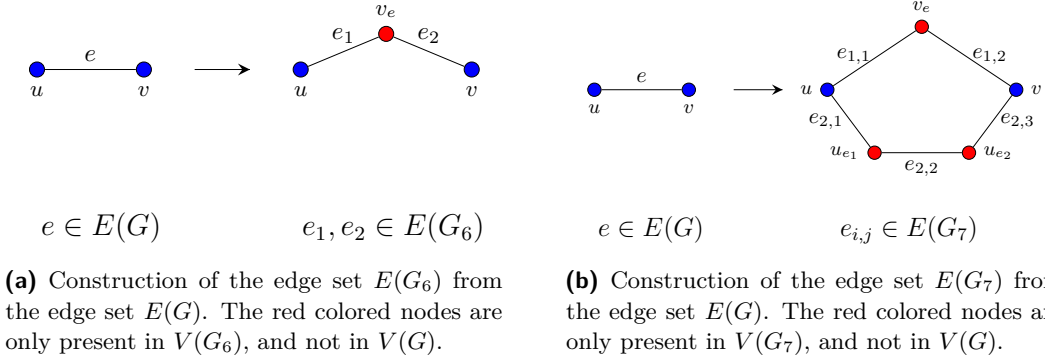 v_e
e_1 e_2
e
u v u v
e ∈ E(G) e_1, e_2 ∈ E(G_6)
(a) Construction of the edge set E(G_6) from
the edge set E(G). The red colored nodes are
only present in V(G_6), and not in V(G).
v_e
e_{1,1} e_{1,2}
e
u v
u v
e_{2,1} e_{2,3}
u_{e_1} u_{e_2}
e_{2,2}
e ∈ E(G) e_{i,j} ∈ E(G_7)
(b) Construction of the edge set E(G_7) from
the edge set E(G). The red colored nodes
only present in V(G_7), and not in V(G).